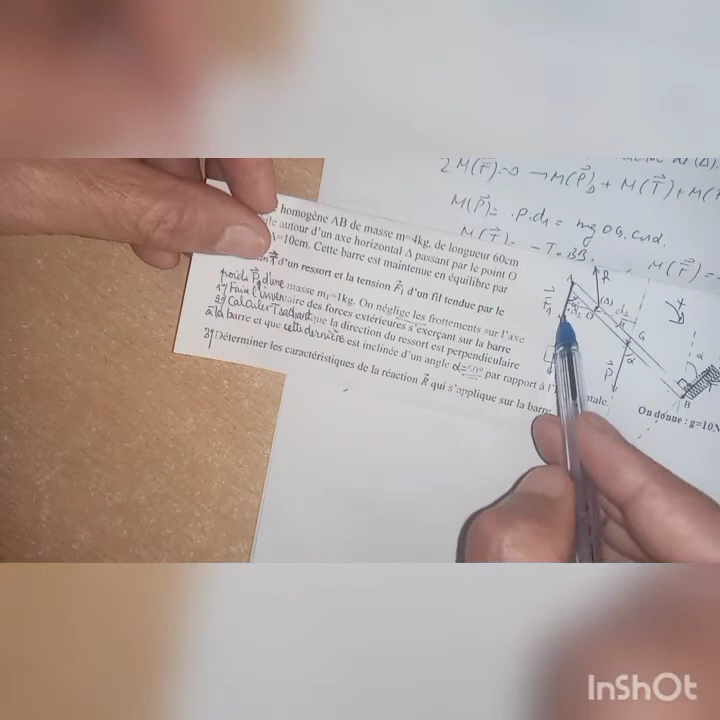 homogène AB de masse m=4kg, de longueur 60cm
autour d'un axe horizontal Δ passant par le point O
=10cm. Cette barre est maintenue en équilibre par
d'un ressort et la tension F₁ d'un fil tendue par le
poids P₁ d'une masse m₁=1kg. On néglige les frottements sur l'axe
1) Faire l'inventaire des forces extérieures s'exerçant sur la barre
2) Calculer T sachant que la direction du ressort est perpendiculaire
à la barre et que cette dernière est inclinée d'un angle par rapport à
3) Déterminer les caractéristiques de la réaction R qui s'applique sur la barre
On donne : g=10N
M(F)=0 → M(P)Δ + M(T) +
M(P) = P.d₁ = mg OG.
M(T) = -T.
M(F)
F₁
A
R
(Δ)
O
d₂
d₁
G
P
α
α
B
+
InShOt